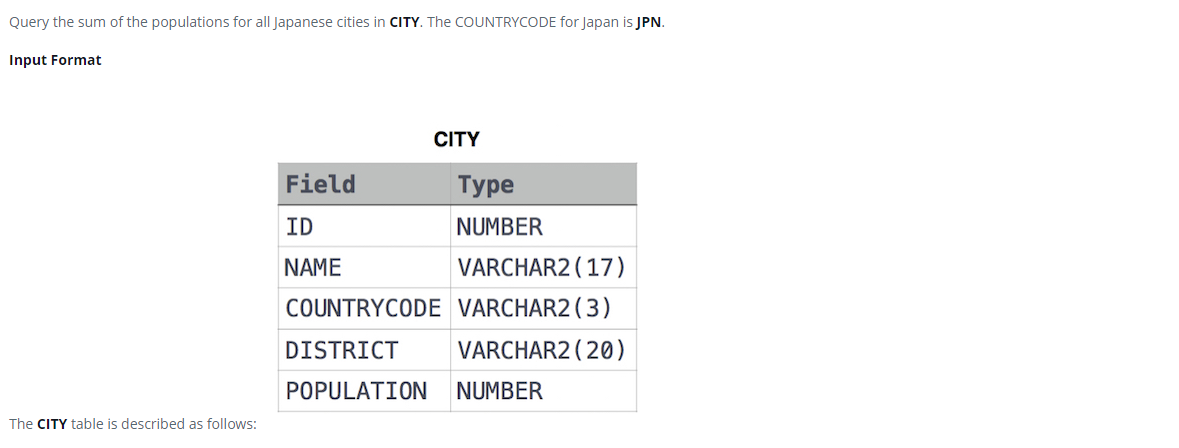 Query the sum of the populations for all Japanese cities in CITY. The COUNTRYCODE for Japan is JPN.
Input Format
CITY
Field Type
ID NUMBER
NAME VARCHAR2(17)
COUNTRYCODE VARCHAR2(3)
DISTRICT VARCHAR2(20)
POPULATION NUMBER
The CITY table is described as follows: